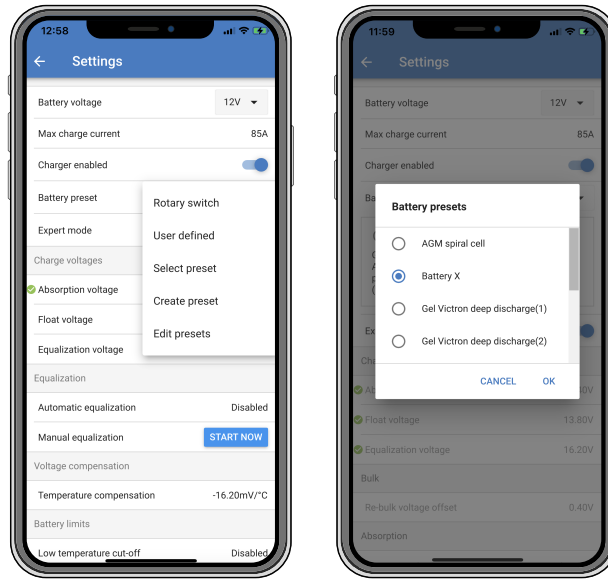 12:58
Settings
Battery voltage 12V
Max charge current 85A
Charger enabled
Battery preset
Expert mode
Charge voltages
Absorption voltage
Float voltage
Equalization voltage
Rotary switch
User defined
Select preset
Create preset
Edit presets
Equalization
Automatic equalization Disabled
Manual equalization START NOW
Voltage compensation
Temperature compensation -16.20mV/°C
Battery limits
Low temperature cut-off Disabled
11:59
Settings
Battery voltage 12V
Max charge current 85A
Charger enabled
Ba
Battery presets
AGM spiral cell
Battery X
Gel Victron deep discharge(1)
Gel Victron deep discharge(2)
CANCEL OK
Ex
Cha
Float voltage 13.80V
Equalization voltage 16.20V
Bulk
Re-bulk voltage offset 0.40V
Absorption